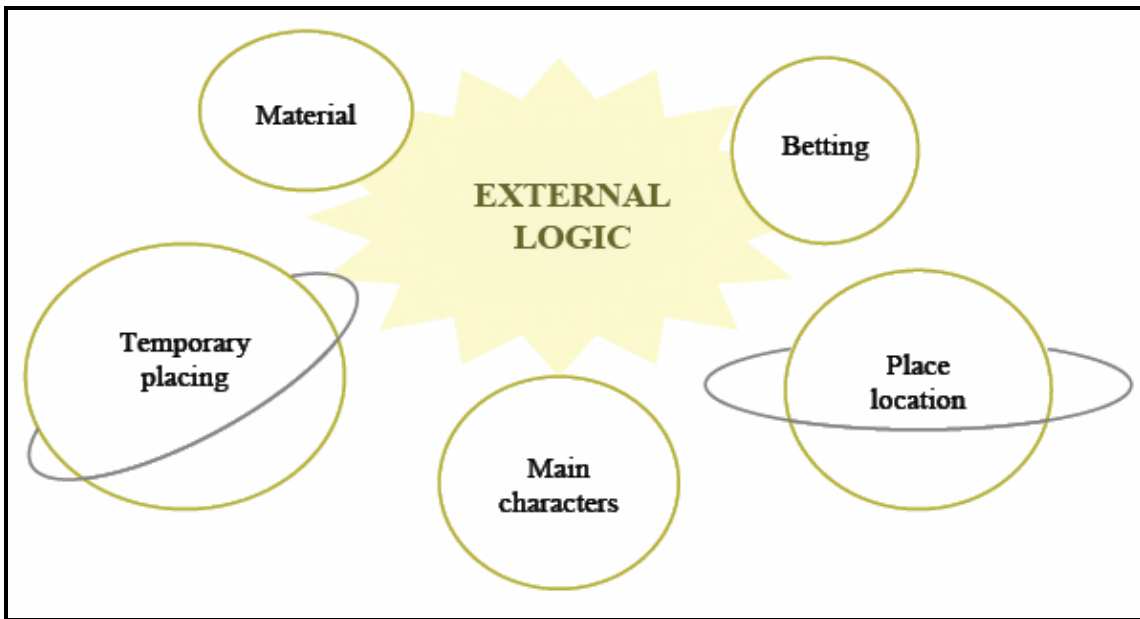 Material
Betting
EXTERNAL
LOGIC
Temporary
placing
Place
location
Main
characters